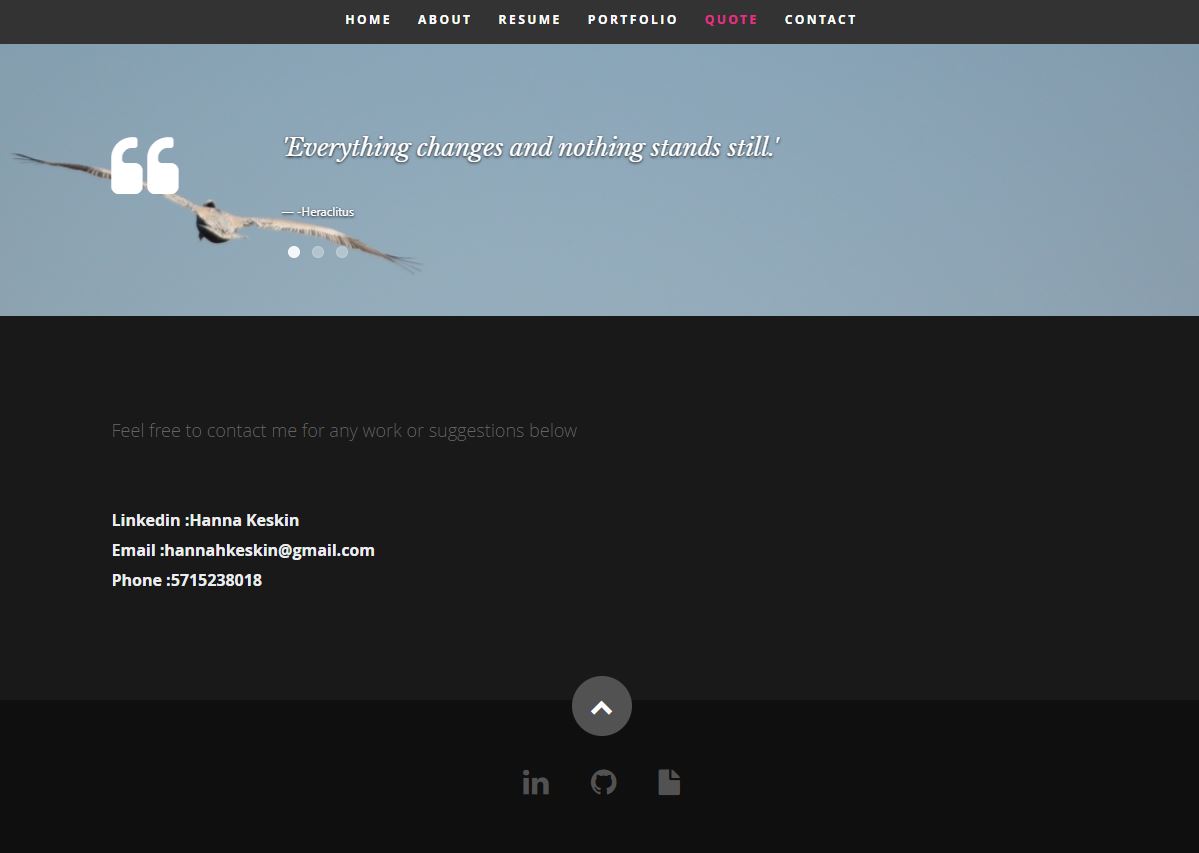 HOME ABOUT RESUME PORTFOLIO QUOTE CONTACT
'Everything changes and nothing stands still.'
— -Heraclitus
Feel free to contact me for any work or suggestions below
Linkedin :Hanna Keskin
Email :hannahkeskin@gmail.com
Phone :5715238018
in